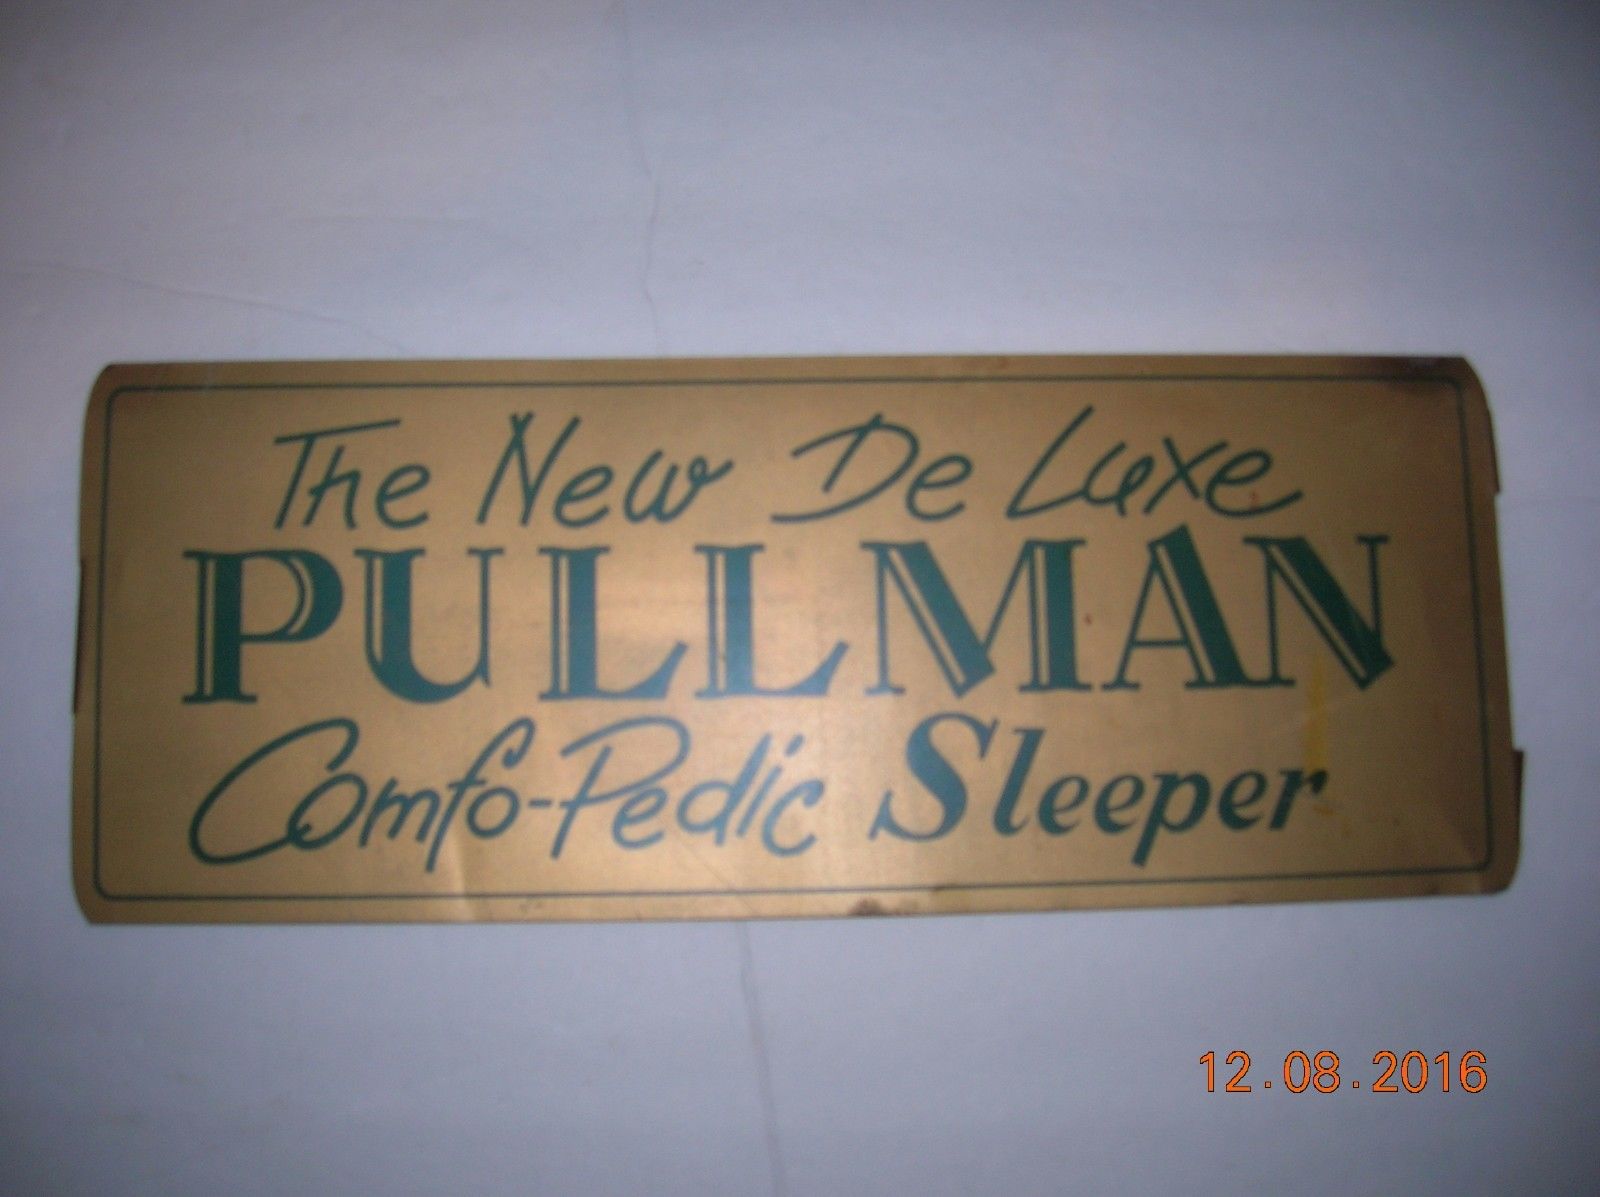 The New De Luxe
PULLMAN
Comfo-Pedic Sleeper
12.08.2016